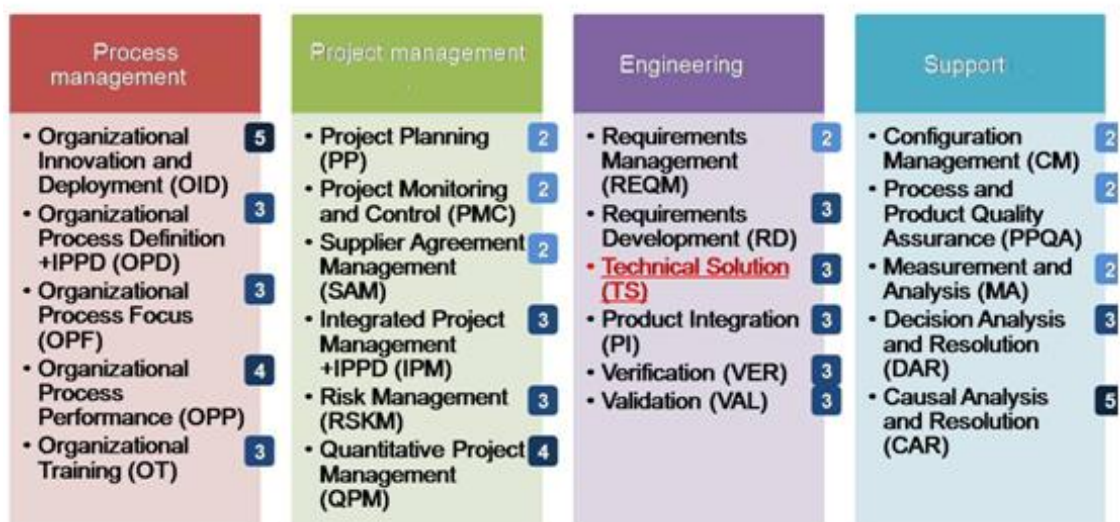 Process
management
• Organizational 5
Innovation and
Deployment (OID)
• Organizational 3
Process Definition
+IPPD (OPD)
• Organizational 3
Process Focus
(OPF)
• Organizational 4
Process
Performance (OPP)
• Organizational 3
Training (OT)
Project management
• Project Planning 2
(PP)
• Project Monitoring 2
and Control (PMC)
• Supplier Agreement 2
Management
(SAM)
• Integrated Project 3
Management
+IPPD (IPM)
• Risk Management 3
(RSKM)
• Quantitative Project 4
Management
(QPM)
Engineering
• Requirements 2
Management
(REQM)
• Requirements 3
Development (RD)
• Technical Solution 3
(TS)
• Product Integration 3
(PI)
• Verification (VER) 3
• Validation (VAL) 3
Support
• Configuration 2
Management (CM)
• Process and 2
Product Quality
Assurance (PPQA)
• Measurement and 2
Analysis (MA)
• Decision Analysis 3
and Resolution
(DAR)
• Causal Analysis 5
and Resolution
(CAR)